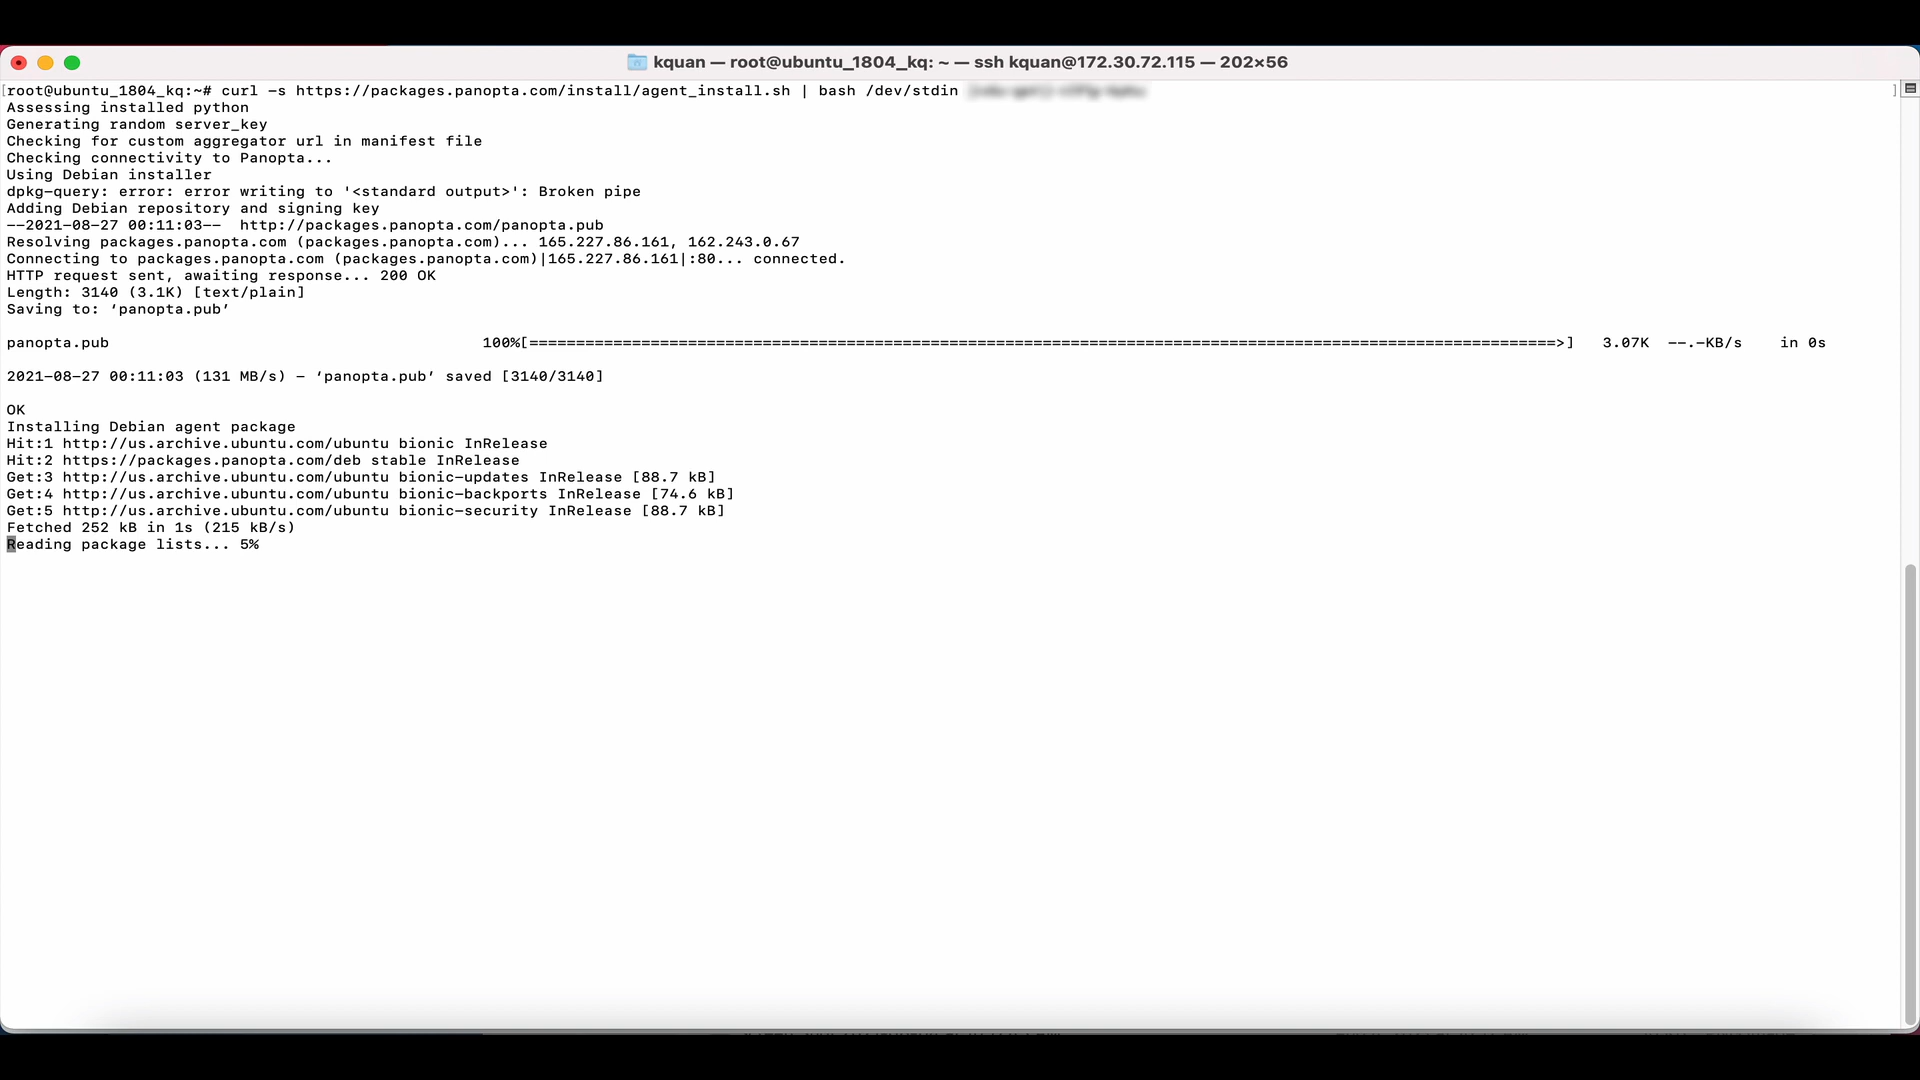 kquan — root@ubuntu_1804_kq: ~ — ssh kquan@172.30.72.115 — 202×56
[root@ubuntu_1804_kq:~# curl -s https://packages.panopta.com/install/agent_install.sh | bash /dev/stdin ]
Assessing installed python
Generating random server_key
Checking for custom aggregator url in manifest file
Checking connectivity to Panopta...
Using Debian installer
dpkg-query: error: error writing to '<standard output>': Broken pipe
Adding Debian repository and signing key
--2021-08-27 00:11:03--  http://packages.panopta.com/panopta.pub
Resolving packages.panopta.com (packages.panopta.com)... 165.227.86.161, 162.243.0.67
Connecting to packages.panopta.com (packages.panopta.com)|165.227.86.161|:80... connected.
HTTP request sent, awaiting response... 200 OK
Length: 3140 (3.1K) [text/plain]
Saving to: ‘panopta.pub’
panopta.pub 100%[==============================================================================================================>] 3.07K --.-KB/s in 0s
2021-08-27 00:11:03 (131 MB/s) - ‘panopta.pub’ saved [3140/3140]
OK
Installing Debian agent package
Hit:1 http://us.archive.ubuntu.com/ubuntu bionic InRelease
Hit:2 https://packages.panopta.com/deb stable InRelease
Get:3 http://us.archive.ubuntu.com/ubuntu bionic-updates InRelease [88.7 kB]
Get:4 http://us.archive.ubuntu.com/ubuntu bionic-backports InRelease [74.6 kB]
Get:5 http://us.archive.ubuntu.com/ubuntu bionic-security InRelease [88.7 kB]
Fetched 252 kB in 1s (215 kB/s)
Reading package lists... 5%